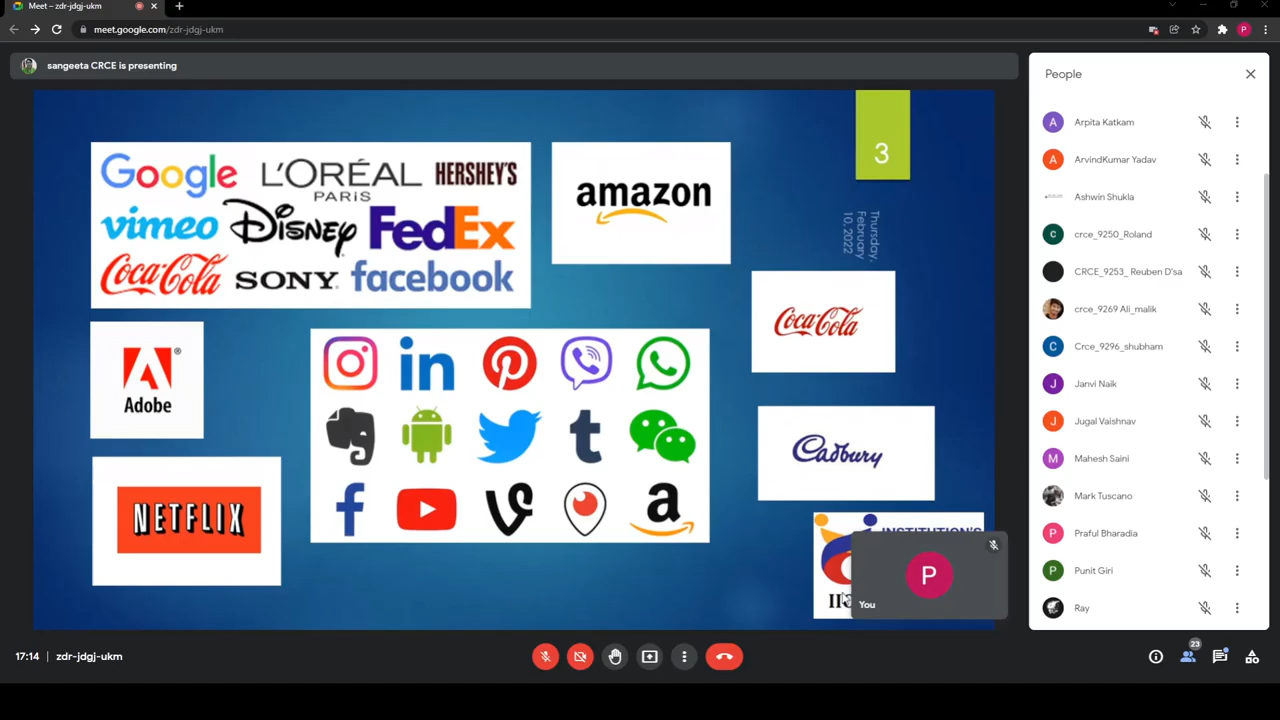 Meet – zdr-jdgj-ukm
meet.google.com/zdr-jdgj-ukm
P
sangeeta CRCE is presenting
Google L'ORÉAL PARIS HERSHEY'S
vimeo Disney FedEx
Coca-Cola SONY facebook
amazon
3
Thursday,
February
10, 2022
Coca-Cola
Adobe
in
t
f
a
Cadbury
NETFLIX
INSTITUTION'S
P
You
People
A Arpita Katkam
A ArvindKumar Yadav
Ashwin Shukla
c crce_9250_Roland
CRCE_9253_ Reuben D'sa
crce_9269 Ali_malik
C Crce_9296_shubham
J Janvi Naik
J Jugal Vaishnav
M Mahesh Saini
Mark Tuscano
P Praful Bharadia
P Punit Giri
Ray
17:14 | zdr-jdgj-ukm
23